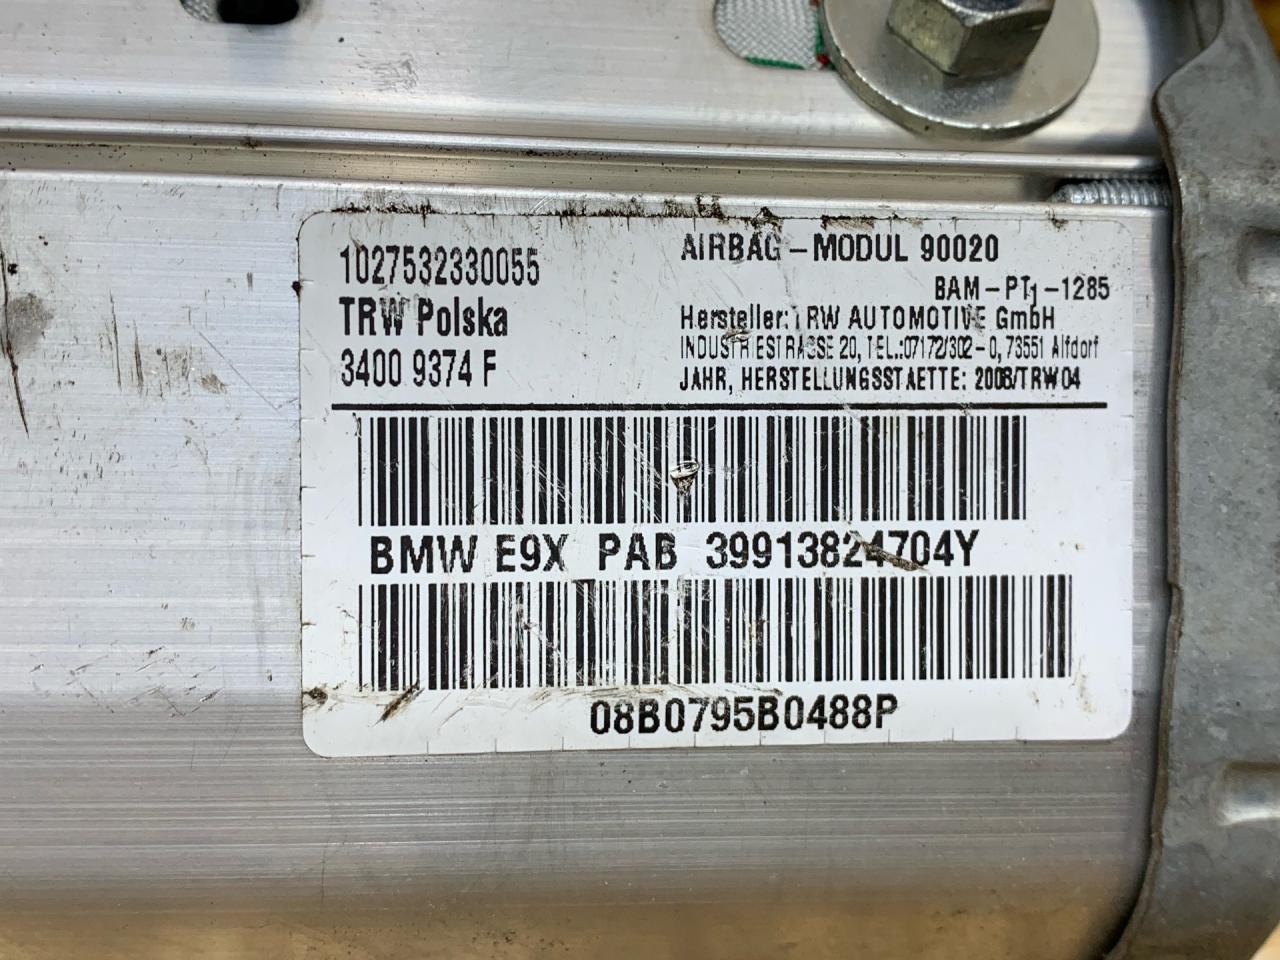 1027532330055
TRW Polska
3400 9374 F
AIRBAG-MODUL 90020
BAM-PT1-1285
Hersteller: TRW AUTOMOTIVE GmbH
INDUSTRIESTRASSE 20, TEL.:07172/302-0, 73551 Alfdorf
JAHR, HERSTELLUNGSSTAETTE: 2008/TRW04
BMW E9X PAB 39913824704Y
08B0795B0488P